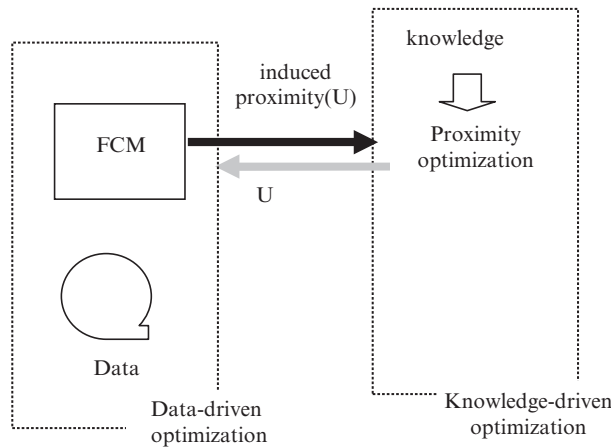 knowledge
induced
proximity(U)
FCM
Proximity
optimization
U
Data
Data-driven
optimization
Knowledge-driven
optimization